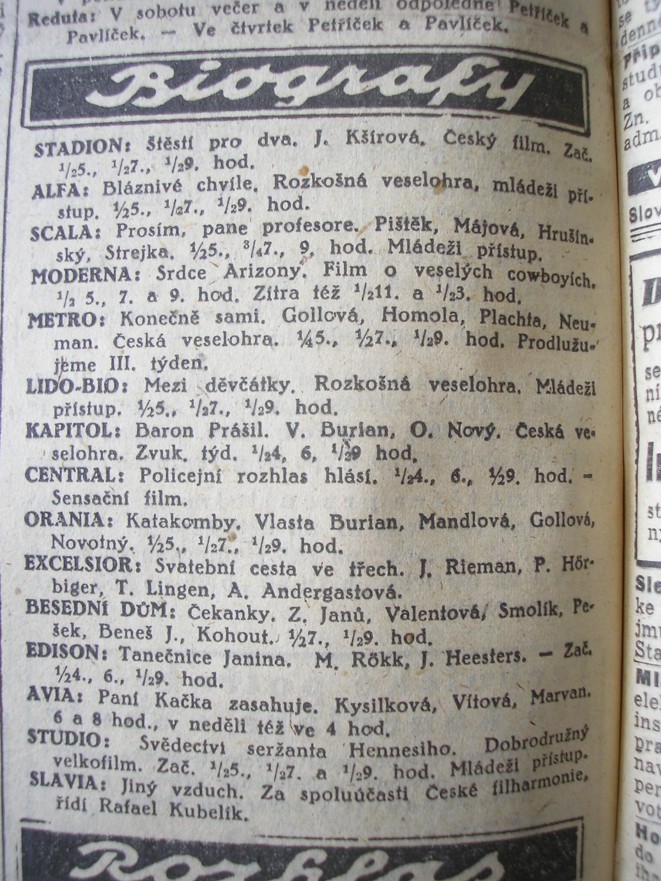 Reduta: V sobotu večer a v neděli odpoledne Petříček a
Pavlíček. — Ve čtvrtek Petříček a Pavlíček.
Biografy
STADION: Štěstí pro dva. J. Kšírová. Český film. Zač.
½5., ½7., ½9. hod.
ALFA: Bláznivé chvíle. Rozkošná veselohra, mládeži pří-
stup. ½5., ½7., ½9. hod.
SCALA: Prosím, pane profesore. Pištěk, Májová, Hrušín-
ský, Strejka. ½5., ¾7., 9. hod. Mládeži přístup.
MODERNA: Srdce Arizony. Film o veselých cowboyích.
½ 5., 7. a 9. hod. Zítra též ½11. a ½3. hod.
METRO: Konečně sami. Gollová, Homola, Plachta, Neu-
man. Česká veselohra. ¼5., ½7., ½9. hod. Prodlužu-
jeme III. týden.
LIDO-BIO: Mezi děvčátky. Rozkošná veselohra. Mládeži
přístup. ½5., ½7., ½9. hod.
KAPITOL: Baron Prášil. V. Burian, O. Nový. Česká ve-
selohra. Zvuk. týd. ½4, 6, ½9 hod.
CENTRAL: Policejní rozhlas hlásí. ½4., 6., ½9. hod. –
Sensační film.
ORANIA: Katakomby. Vlasta Burian, Mandlová, Gollová,
Novotný. ½5., ½7., ½9. hod.
EXCELSIOR: Svatební cesta ve třech. J. Rieman, P. Hör-
biger, T. Lingen, A. Andergastová.
BESEDNÍ DŮM: Čekanky. Z. Janů, Valentová, Smolík, Pe-
šek, Beneš J., Kohout. ½7., ½9. hod.
EDISON: Tanečnice Janina. M. Rökk, J. Heesters. — Zač.
½4., 6., ½9. hod.
AVIA: Paní Kačka zasahuje. Kysilková, Vítová, Marvan.
6 a 8 hod., v neděli též ve 4 hod.
STUDIO: Svědectví seržanta Hennesiho. Dobrodružný
velkofilm. Zač. ½5., ½7. a ½9. hod. Mládeži přístup.
SLAVIA: Jiný vzduch. Za spoluúčasti České filharmonie,
řídí Rafael Kubelík.
Rozhlas